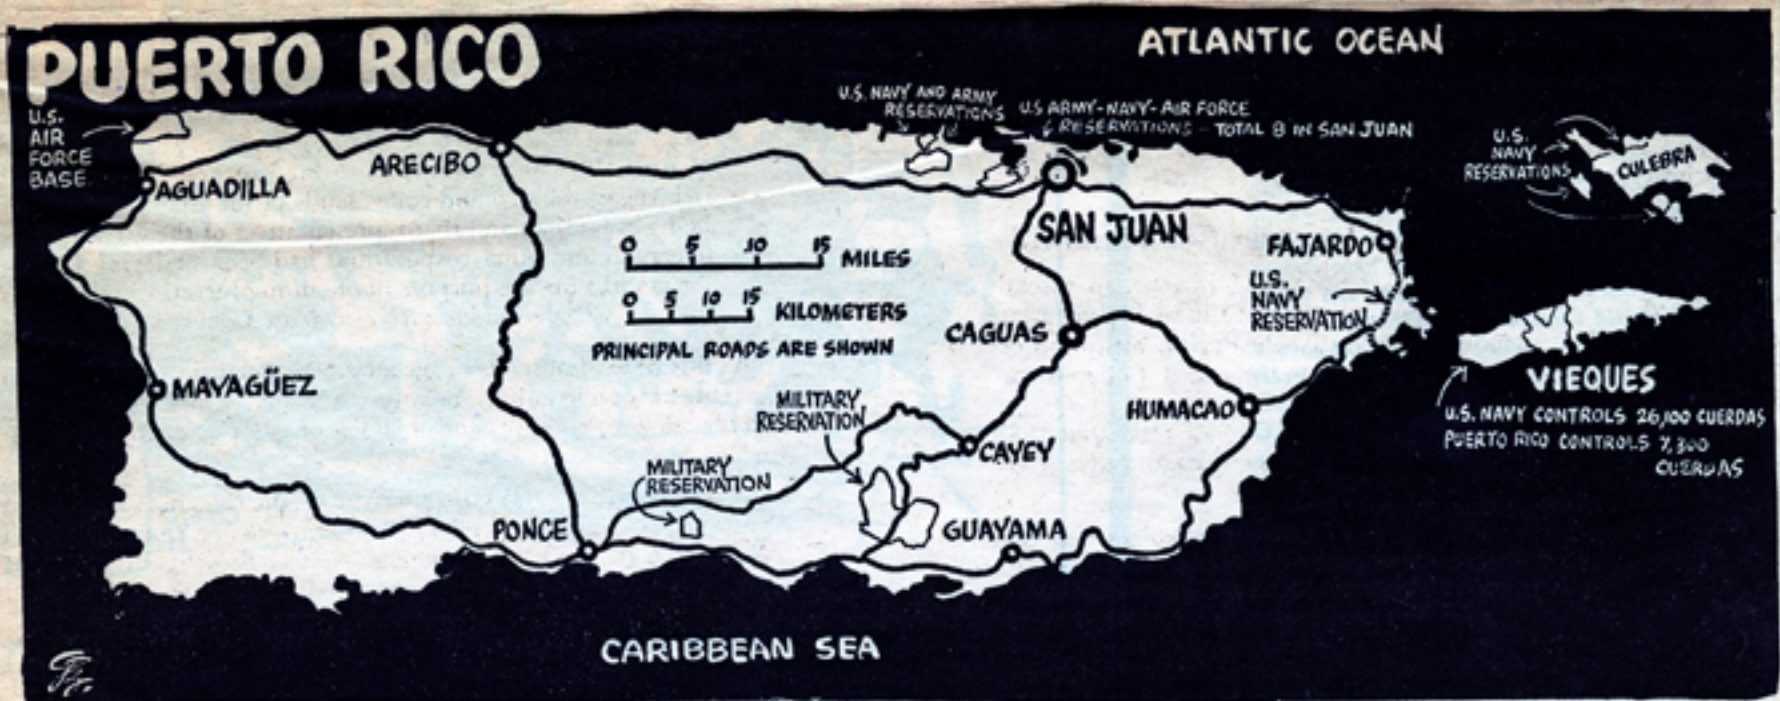 PUERTO RICO
ATLANTIC OCEAN
U.S.
AIR
FORCE
BASE
U.S. NAVY AND ARMY
RESERVATIONS
U.S ARMY-NAVY-AIR FORCE
RESERVATIONS - TOTAL 8 IN SAN JUAN
U.S.
NAVY
RESERVATIONS
CULEBRA
ARECIBO
AGUADILLA
SAN JUAN
FAJARDO
0 5 10 15
MILES
0 5 10 15
KILOMETERS
PRINCIPAL ROADS ARE SHOWN
U.S.
NAVY
RESERVATION
CAGUAS
MAYAGÜEZ
HUMACAO
VIEQUES
U.S. NAVY CONTROLS 26,100 CUERDAS
PUERTO RICO CONTROLS 7,300
CUERDAS
MILITARY
RESERVATION
CAYEY
MILITARY
RESERVATION
PONCE
GUAYAMA
CARIBBEAN SEA